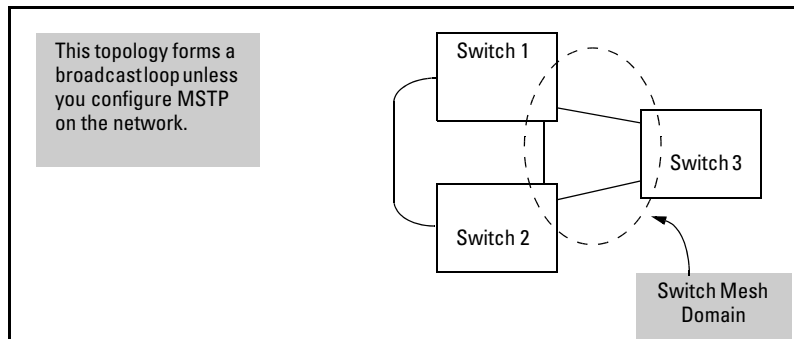 This topology forms a
broadcast loop unless
you configure MSTP
on the network.
Switch 1
Switch 3
Switch 2
Switch Mesh
Domain